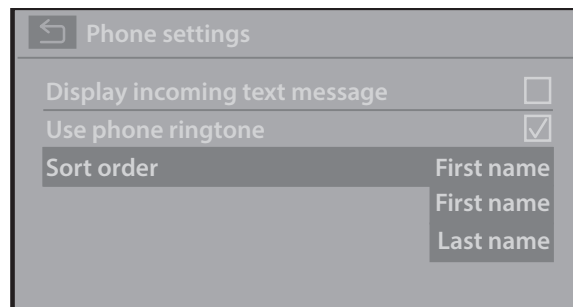 Phone settings
Display incoming text message
Use phone ringtone
Sort order First name
First name
Last name